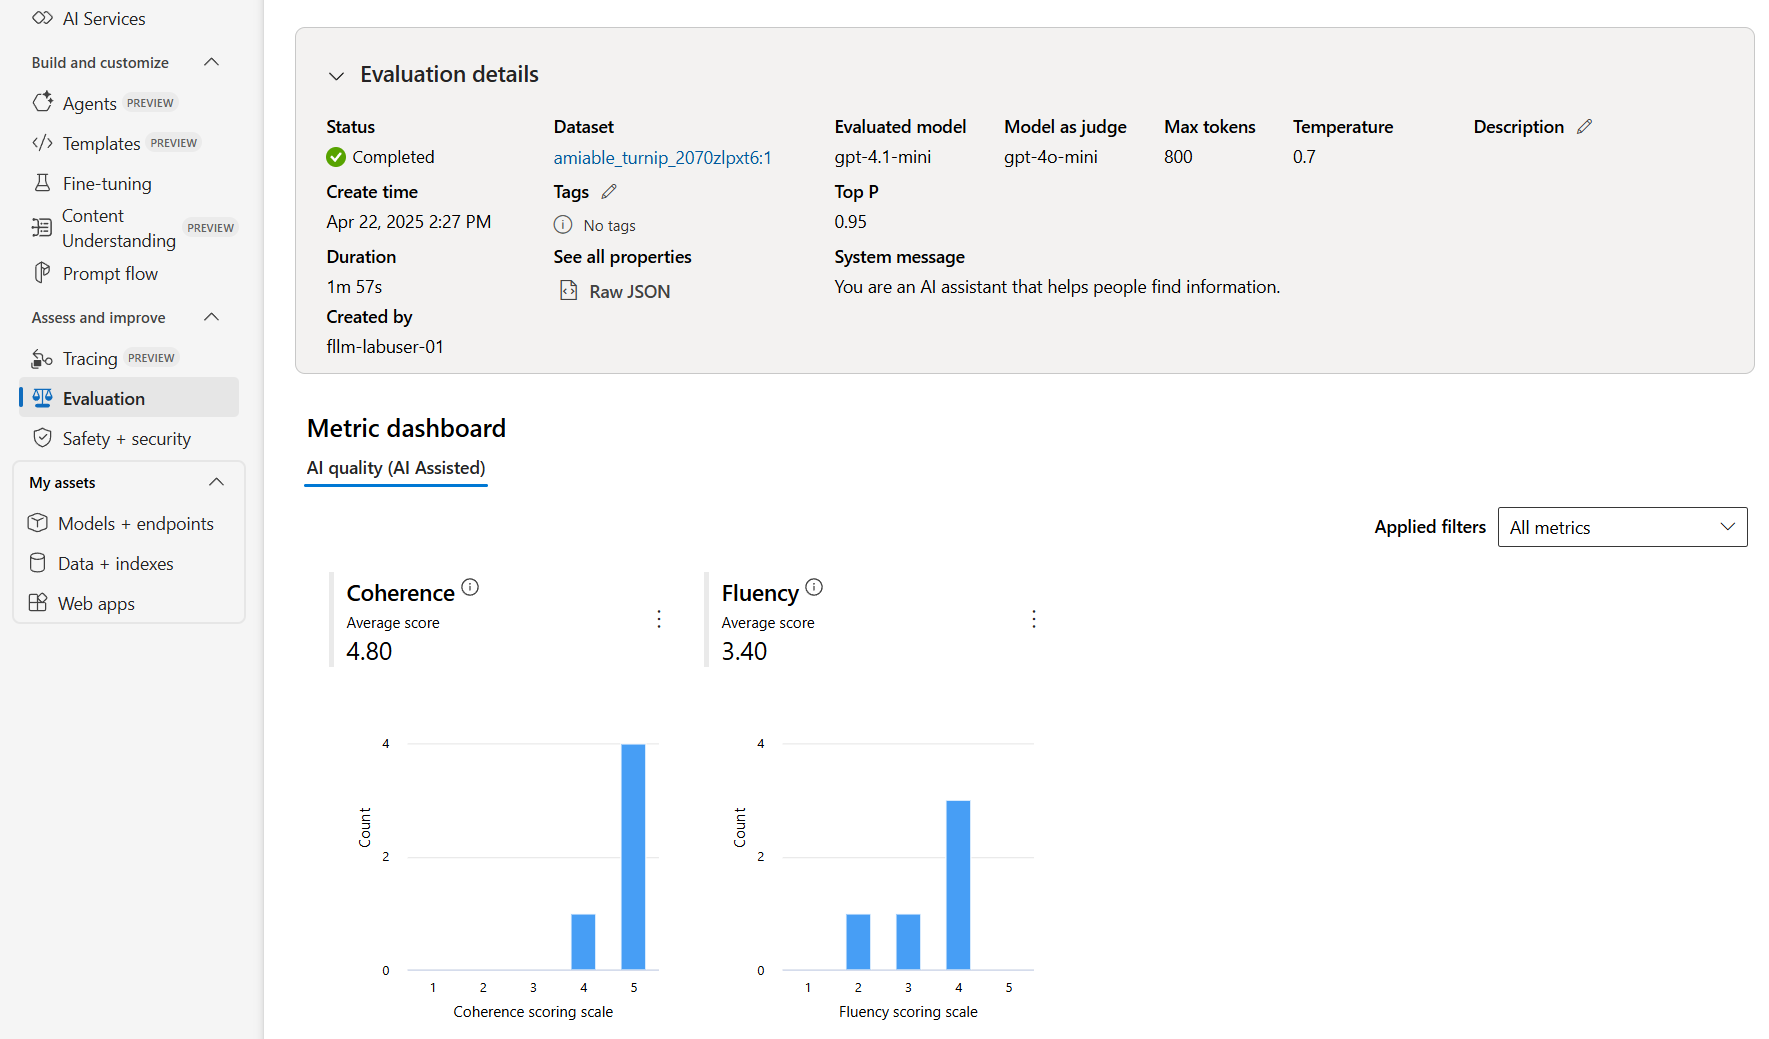 AI Services
Build and customize
Agents PREVIEW
Templates PREVIEW
Fine-tuning
Content
Understanding PREVIEW
Prompt flow
Assess and improve
Tracing PREVIEW
Evaluation
Safety + security
My assets
Models + endpoints
Data + indexes
Web apps
Evaluation details
Status
Completed
Create time
Apr 22, 2025 2:27 PM
Duration
1m 57s
Created by
fllm-labuser-01
Dataset
amiable_turnip_2070zlpxt6:1
Tags
No tags
See all properties
Raw JSON
Evaluated model
gpt-4.1-mini
Model as judge
gpt-4o-mini
Max tokens
800
Temperature
0.7
Description
Top P
0.95
System message
You are an AI assistant that helps people find information.
Metric dashboard
AI quality (AI Assisted)
Applied filters All metrics
Coherence
Average score
4.80
4
2
0
Count
1 2 3 4 5
Coherence scoring scale
Fluency
Average score
3.40
4
2
0
Count
1 2 3 4 5
Fluency scoring scale